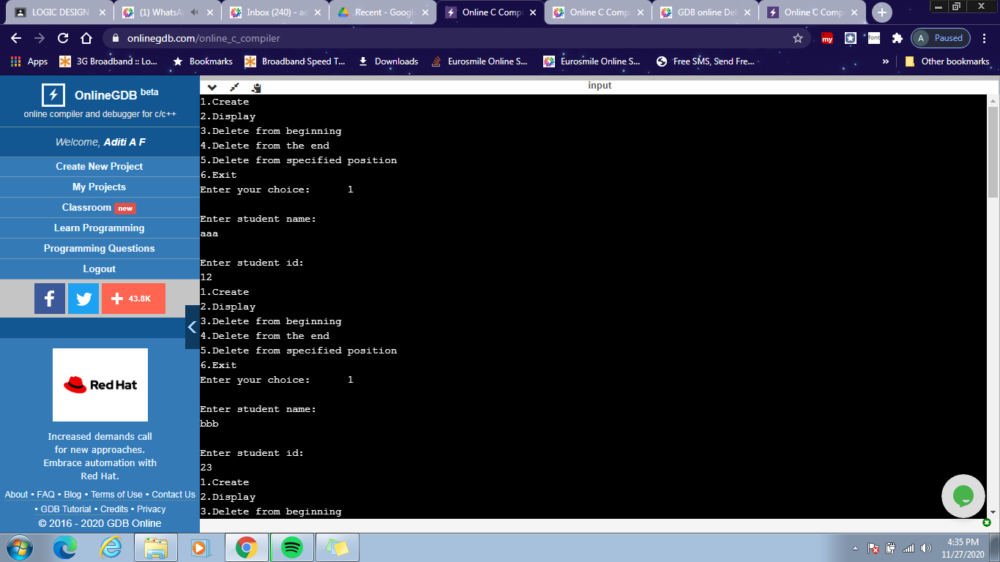 LOGIC DESIGN
(1) WhatsA
Inbox (240) - ac
Recent - Google
Online C Compi
Online C Comp
GDB online De
Online C Comp
onlinegdb.com/online_c_compiler
my
font
A Paused
Apps
3G Broadband :: Lo...
Bookmarks
Broadband Speed T...
Downloads
Eurosmile Online S...
Eurosmile Online S...
Free SMS, Send Fre...
»
Other bookmarks
OnlineGDB beta
online compiler and debugger for c/c++
Welcome, Aditi A F
Create New Project
My Projects
Classroom new
Learn Programming
Programming Questions
Logout
f
+ 43.8K
Red Hat
Increased demands call
for new approaches.
Embrace automation with
Red Hat.
About • FAQ • Blog • Terms of Use • Contact Us
• GDB Tutorial • Credits • Privacy
© 2016 - 2020 GDB Online
input
1.Create
2.Display
3.Delete from beginning
4.Delete from the end
5.Delete from specified position
6.Exit
Enter your choice: 1
Enter student name:
aaa
Enter student id:
12
1.Create
2.Display
3.Delete from beginning
4.Delete from the end
5.Delete from specified position
6.Exit
Enter your choice: 1
Enter student name:
bbb
Enter student id:
23
1.Create
2.Display
3.Delete from beginning
4:35 PM
11/27/2020